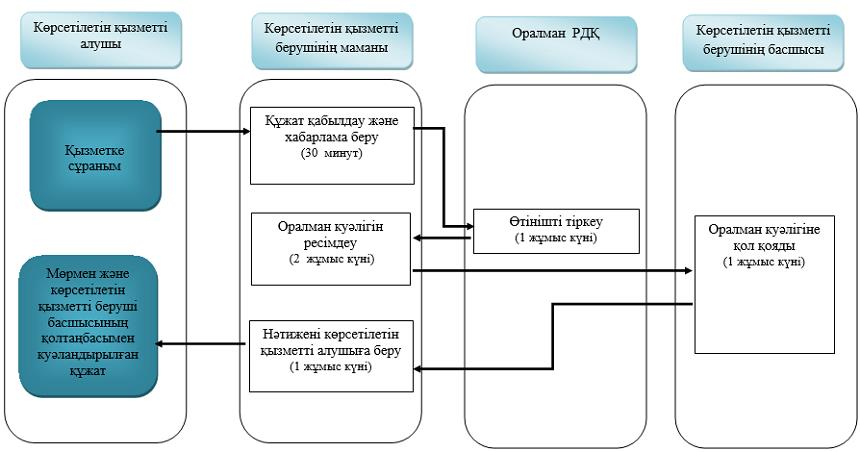 Көрсетілетін қызметті
алушы
Көрсетілетін қызметті
берушінің маманы
Оралман РДҚ
Көрсетілетін қызметті
берушінің басшысы
Қызметке
сұраным
Мөрмен және
көрсетілетін
қызметті беруші
басшысының
қолтаңбасымен
куәландырылған
құжат
Құжат қабылдау және
хабарлама беру
(30 минут)
Оралман куәлігін
ресімдеу
(2 жұмыс күні)
Нәтижені көрсетілетін
қызметті алушыға беру
(1 жұмыс күні)
Өтінішті тіркеу
(1 жұмыс күні)
Оралман куәлігіне
қол қояды
(1 жұмыс күні)